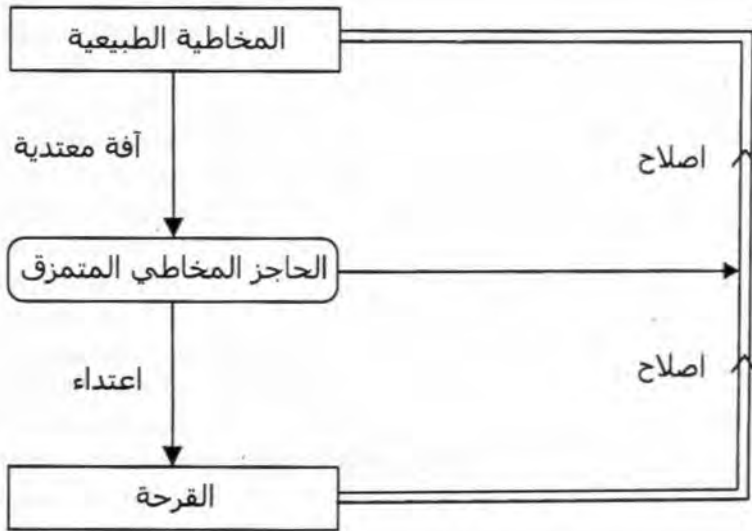 المخاطية الطبيعية
آفة معتدية
اصلاح
الحاجز المخاطي المتمزق
اعتداء
اصلاح
القرحة